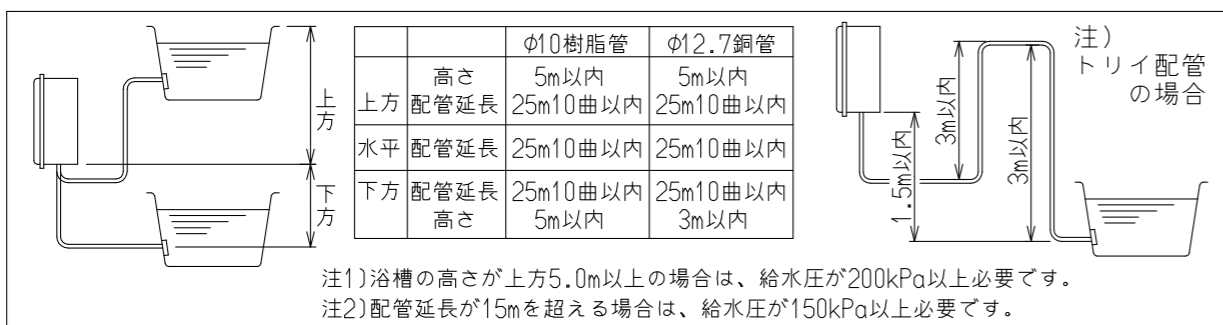 上方
下方
φ10樹脂管 φ12.7銅管
上方 高さ 5m以内 5m以内
配管延長 25m10曲以内 25m10曲以内
水平 配管延長 25m10曲以内 25m10曲以内
下方 配管延長 25m10曲以内 25m10曲以内
高さ 5m以内 3m以内
1.5m以内
3m以内
3m以内
注)
トリイ配管
の場合
注1)浴槽の高さが上方5.0m以上の場合は、給水圧が200kPa以上必要です。
注2)配管延長が15mを超える場合は、給水圧が150kPa以上必要です。